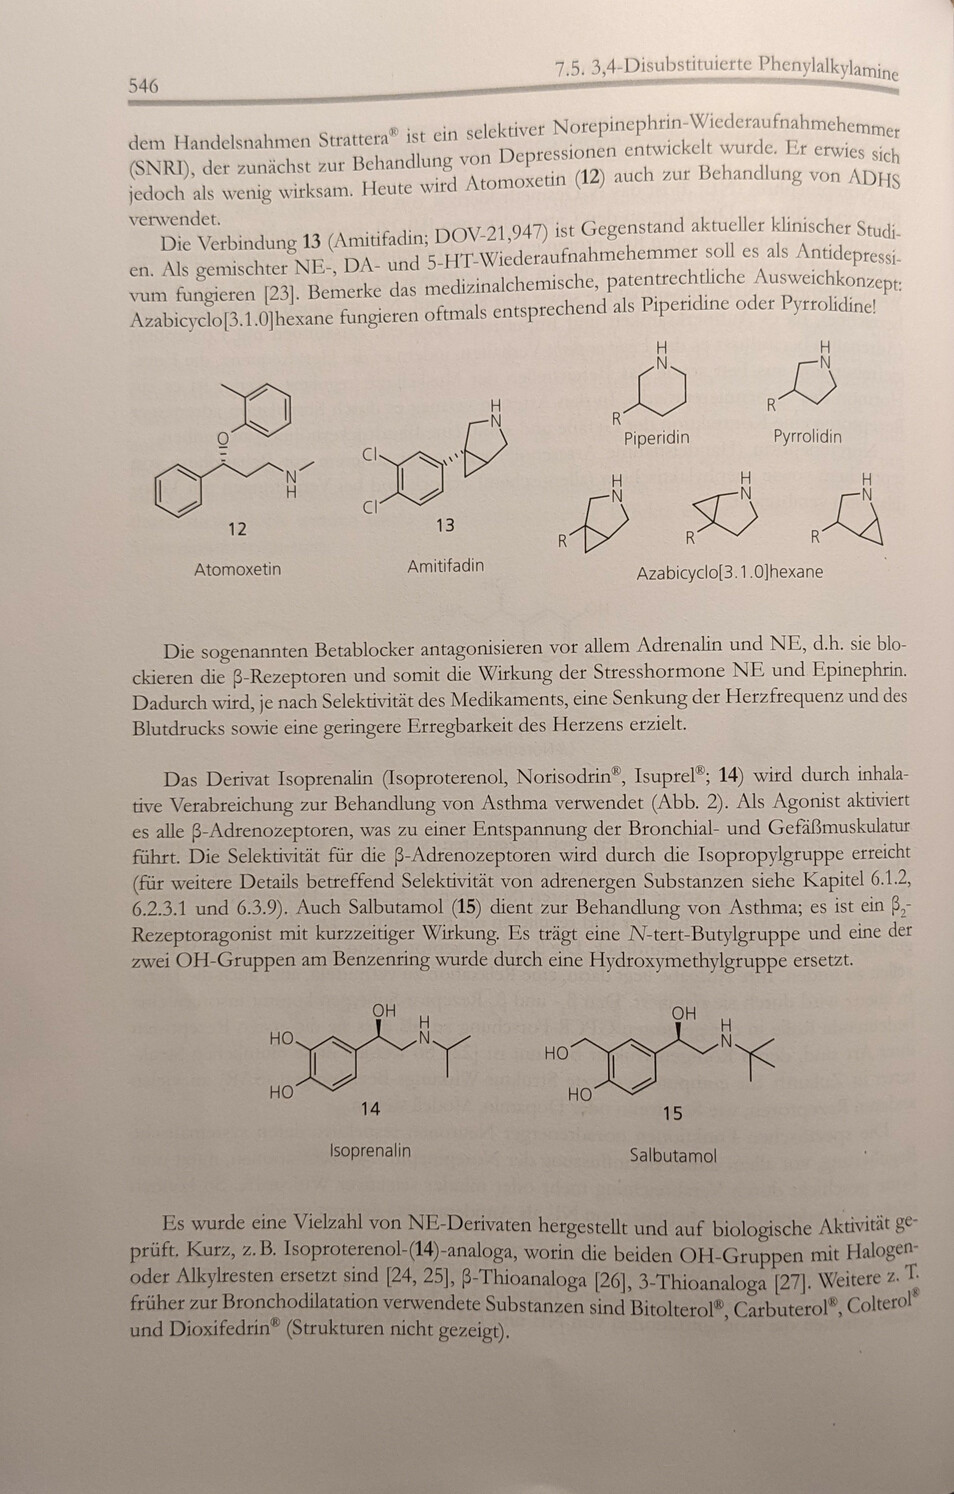 546
7.5. 3,4-Disubstituierte Phenylalkylamine
dem Handelsnahmen Strattera® ist ein selektiver Norepinephrin-Wiederaufnahmehemmer
(SNRI), der zunächst zur Behandlung von Depressionen entwickelt wurde. Er erwies sich
jedoch als wenig wirksam. Heute wird Atomoxetin (12) auch zur Behandlung von ADHS
verwendet.
Die Verbindung 13 (Amitifadin; DOV-21,947) ist Gegenstand aktueller klinischer Studi-
en. Als gemischter NE-, DA- und 5-HT-Wiederaufnahmehemmer soll es als Antidepressi-
vum fungieren [23]. Bemerke das medizinalchemische, patentrechtliche Ausweichkonzept:
Azabicyclo[3.1.0]hexane fungieren oftmals entsprechend als Piperidine oder Pyrrolidine!
O
N
H
12
Atomoxetin
Cl
Cl
H
N
13
Amitifadin
H
N
R
Piperidin
H
N
R
Pyrrolidin
H
N
R
H
N
R
H
N
R
Azabicyclo[3.1.0]hexane
Die sogenannten Betablocker antagonisieren vor allem Adrenalin und NE, d.h. sie blo-
ckieren die β-Rezeptoren und somit die Wirkung der Stresshormone NE und Epinephrin.
Dadurch wird, je nach Selektivität des Medikaments, eine Senkung der Herzfrequenz und des
Blutdrucks sowie eine geringere Erregbarkeit des Herzens erzielt.
Das Derivat Isoprenalin (Isoproterenol, Norisodrin®, Isuprel®; 14) wird durch inhala-
tive Verabreichung zur Behandlung von Asthma verwendet (Abb. 2). Als Agonist aktiviert
es alle β-Adrenozeptoren, was zu einer Entspannung der Bronchial- und Gefäßmuskulatur
führt. Die Selektivität für die β-Adrenozeptoren wird durch die Isopropylgruppe erreicht
(für weitere Details betreffend Selektivität von adrenergen Substanzen siehe Kapitel 6.1.2,
6.2.3.1 und 6.3.9). Auch Salbutamol (15) dient zur Behandlung von Asthma; es ist ein β₂-
Rezeptoragonist mit kurzzeitiger Wirkung. Es trägt eine N-tert-Butylgruppe und eine der
zwei OH-Gruppen am Benzenring wurde durch eine Hydroxymethylgruppe ersetzt.
OH
H
N
HO
HO
14
Isoprenalin
OH
H
N
HO
HO
15
Salbutamol
Es wurde eine Vielzahl von NE-Derivaten hergestellt und auf biologische Aktivität ge-
prüft. Kurz, z. B. Isoproterenol-(14)-analoga, worin die beiden OH-Gruppen mit Halogen-
oder Alkylresten ersetzt sind [24, 25], β-Thioanaloga [26], 3-Thioanaloga [27]. Weitere z. T.
früher zur Bronchodilatation verwendete Substanzen sind Bitolterol®, Carbuterol®, Colterol®
und Dioxifedrin® (Strukturen nicht gezeigt).